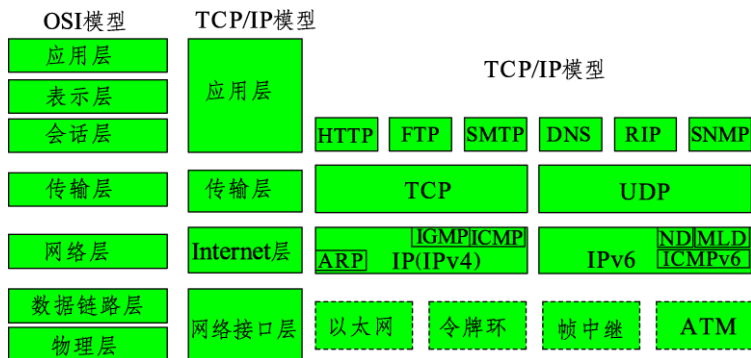 OSI模型 TCP/IP模型
TCP/IP模型
应用层
表示层
会话层
应用层
HTTP FTP SMTP DNS RIP SNMP
传输层 传输层 TCP UDP
网络层 Internet层
IGMP ICMP
ARP IP(IPv4)
ND MLD
IPv6 ICMPv6
数据链路层
物理层
网络接口层 以太网 令牌环 帧中继 ATM